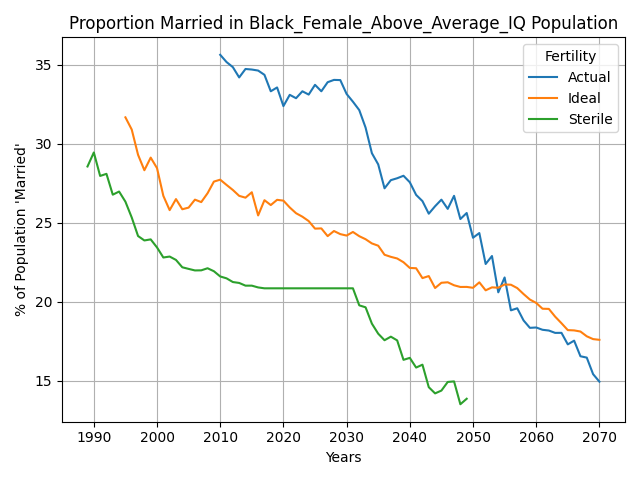 Proportion Married in Black_Female_Above_Average_IQ Population
% of Population 'Married'
35
30
25
20
15
Fertility
Actual
Ideal
Sterile
1990 2000 2010 2020 2030 2040 2050 2060 2070
Years